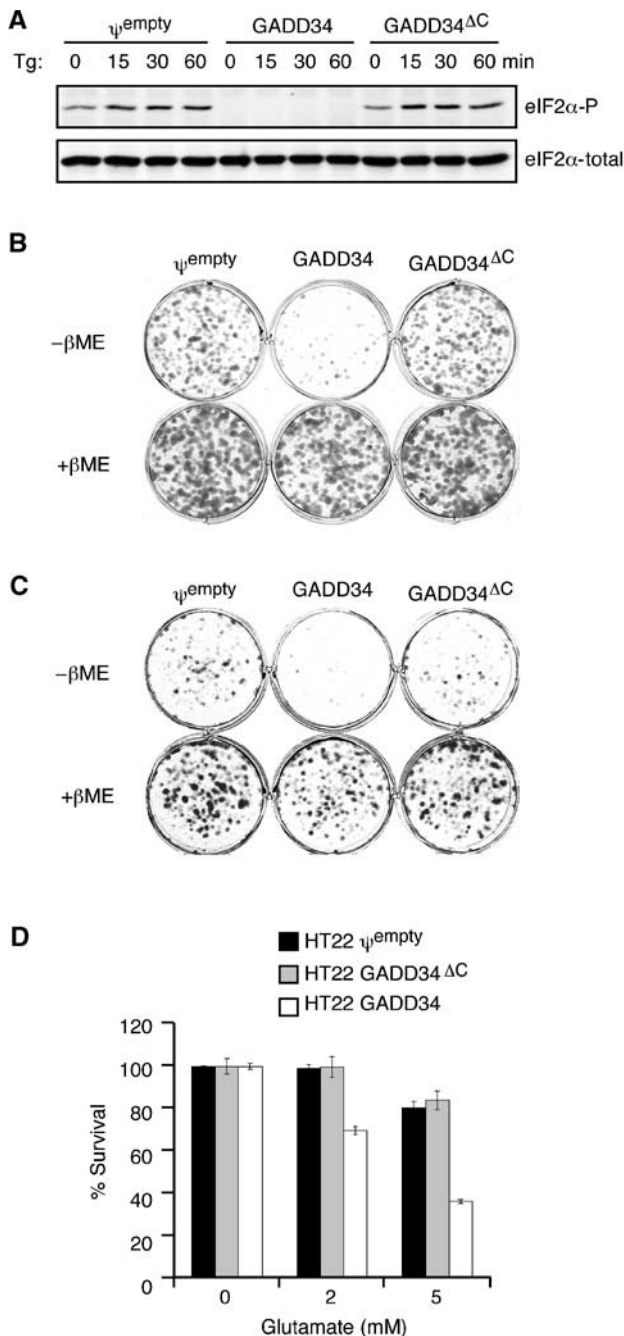 A
ψempty GADD34 GADD34ΔC
Tg: 0 15 30 60 0 15 30 60 0 15 30 60 min
eIF2α-P
eIF2α-total
B
ψempty GADD34 GADD34ΔC
–βME
+βME
C
ψempty GADD34 GADD34ΔC
–βME
+βME
D
HT22 ψempty
HT22 GADD34ΔC
HT22 GADD34
120
100
80
60
40
20
0
% Survival
0 2 5
Glutamate (mM)